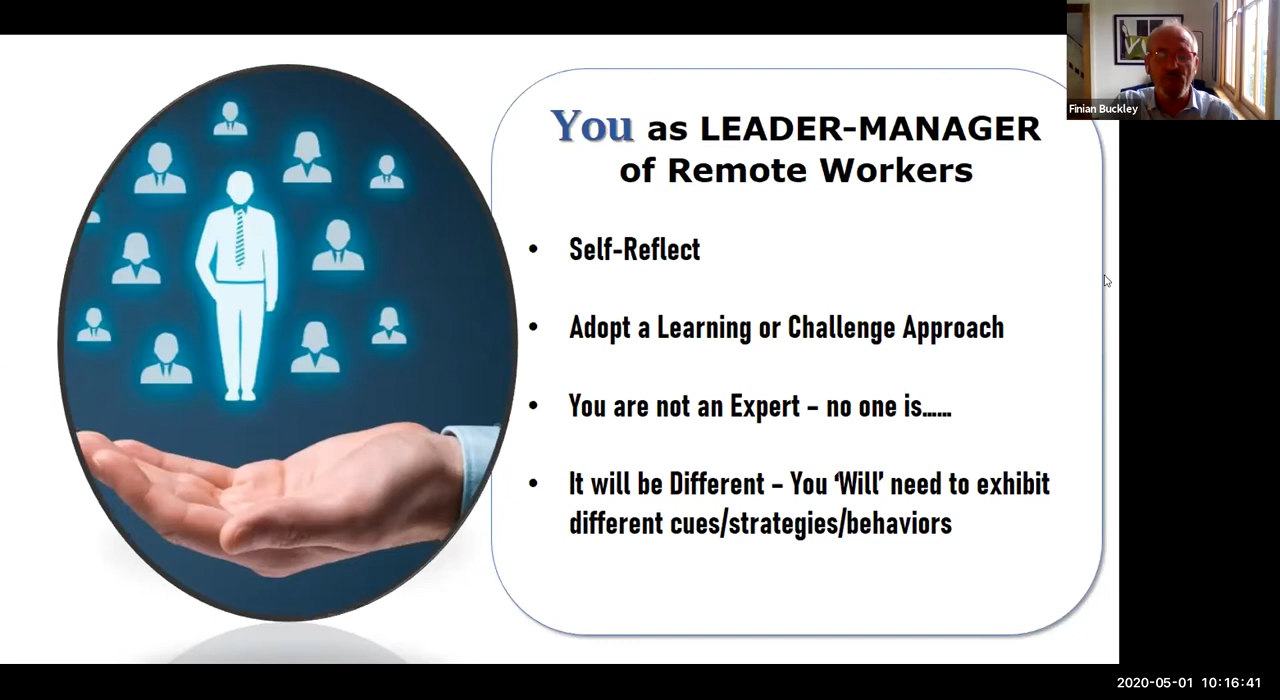 Finian Buckley
You as LEADER-MANAGER
of Remote Workers
• Self-Reflect
• Adopt a Learning or Challenge Approach
• You are not an Expert – no one is......
• It will be Different – You ‘Will’ need to exhibit
different cues/strategies/behaviors
2020-05-01 10:16:41